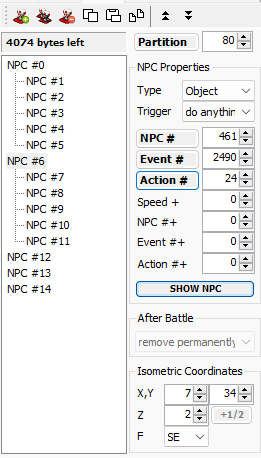 4074 bytes left
NPC #0
NPC #1
NPC #2
NPC #3
NPC #4
NPC #5
NPC #6
NPC #7
NPC #8
NPC #9
NPC #10
NPC #11
NPC #12
NPC #13
NPC #14
Partition 80
NPC Properties
Type Object
Trigger do anythin
NPC # 461
Event # 2490
Action # 24
Speed + 0
NPC #+ 0
Event #+ 0
Action #+ 0
SHOW NPC
After Battle
remove permanently
Isometric Coordinates
X,Y 7 34
Z 2 +1/2
F SE